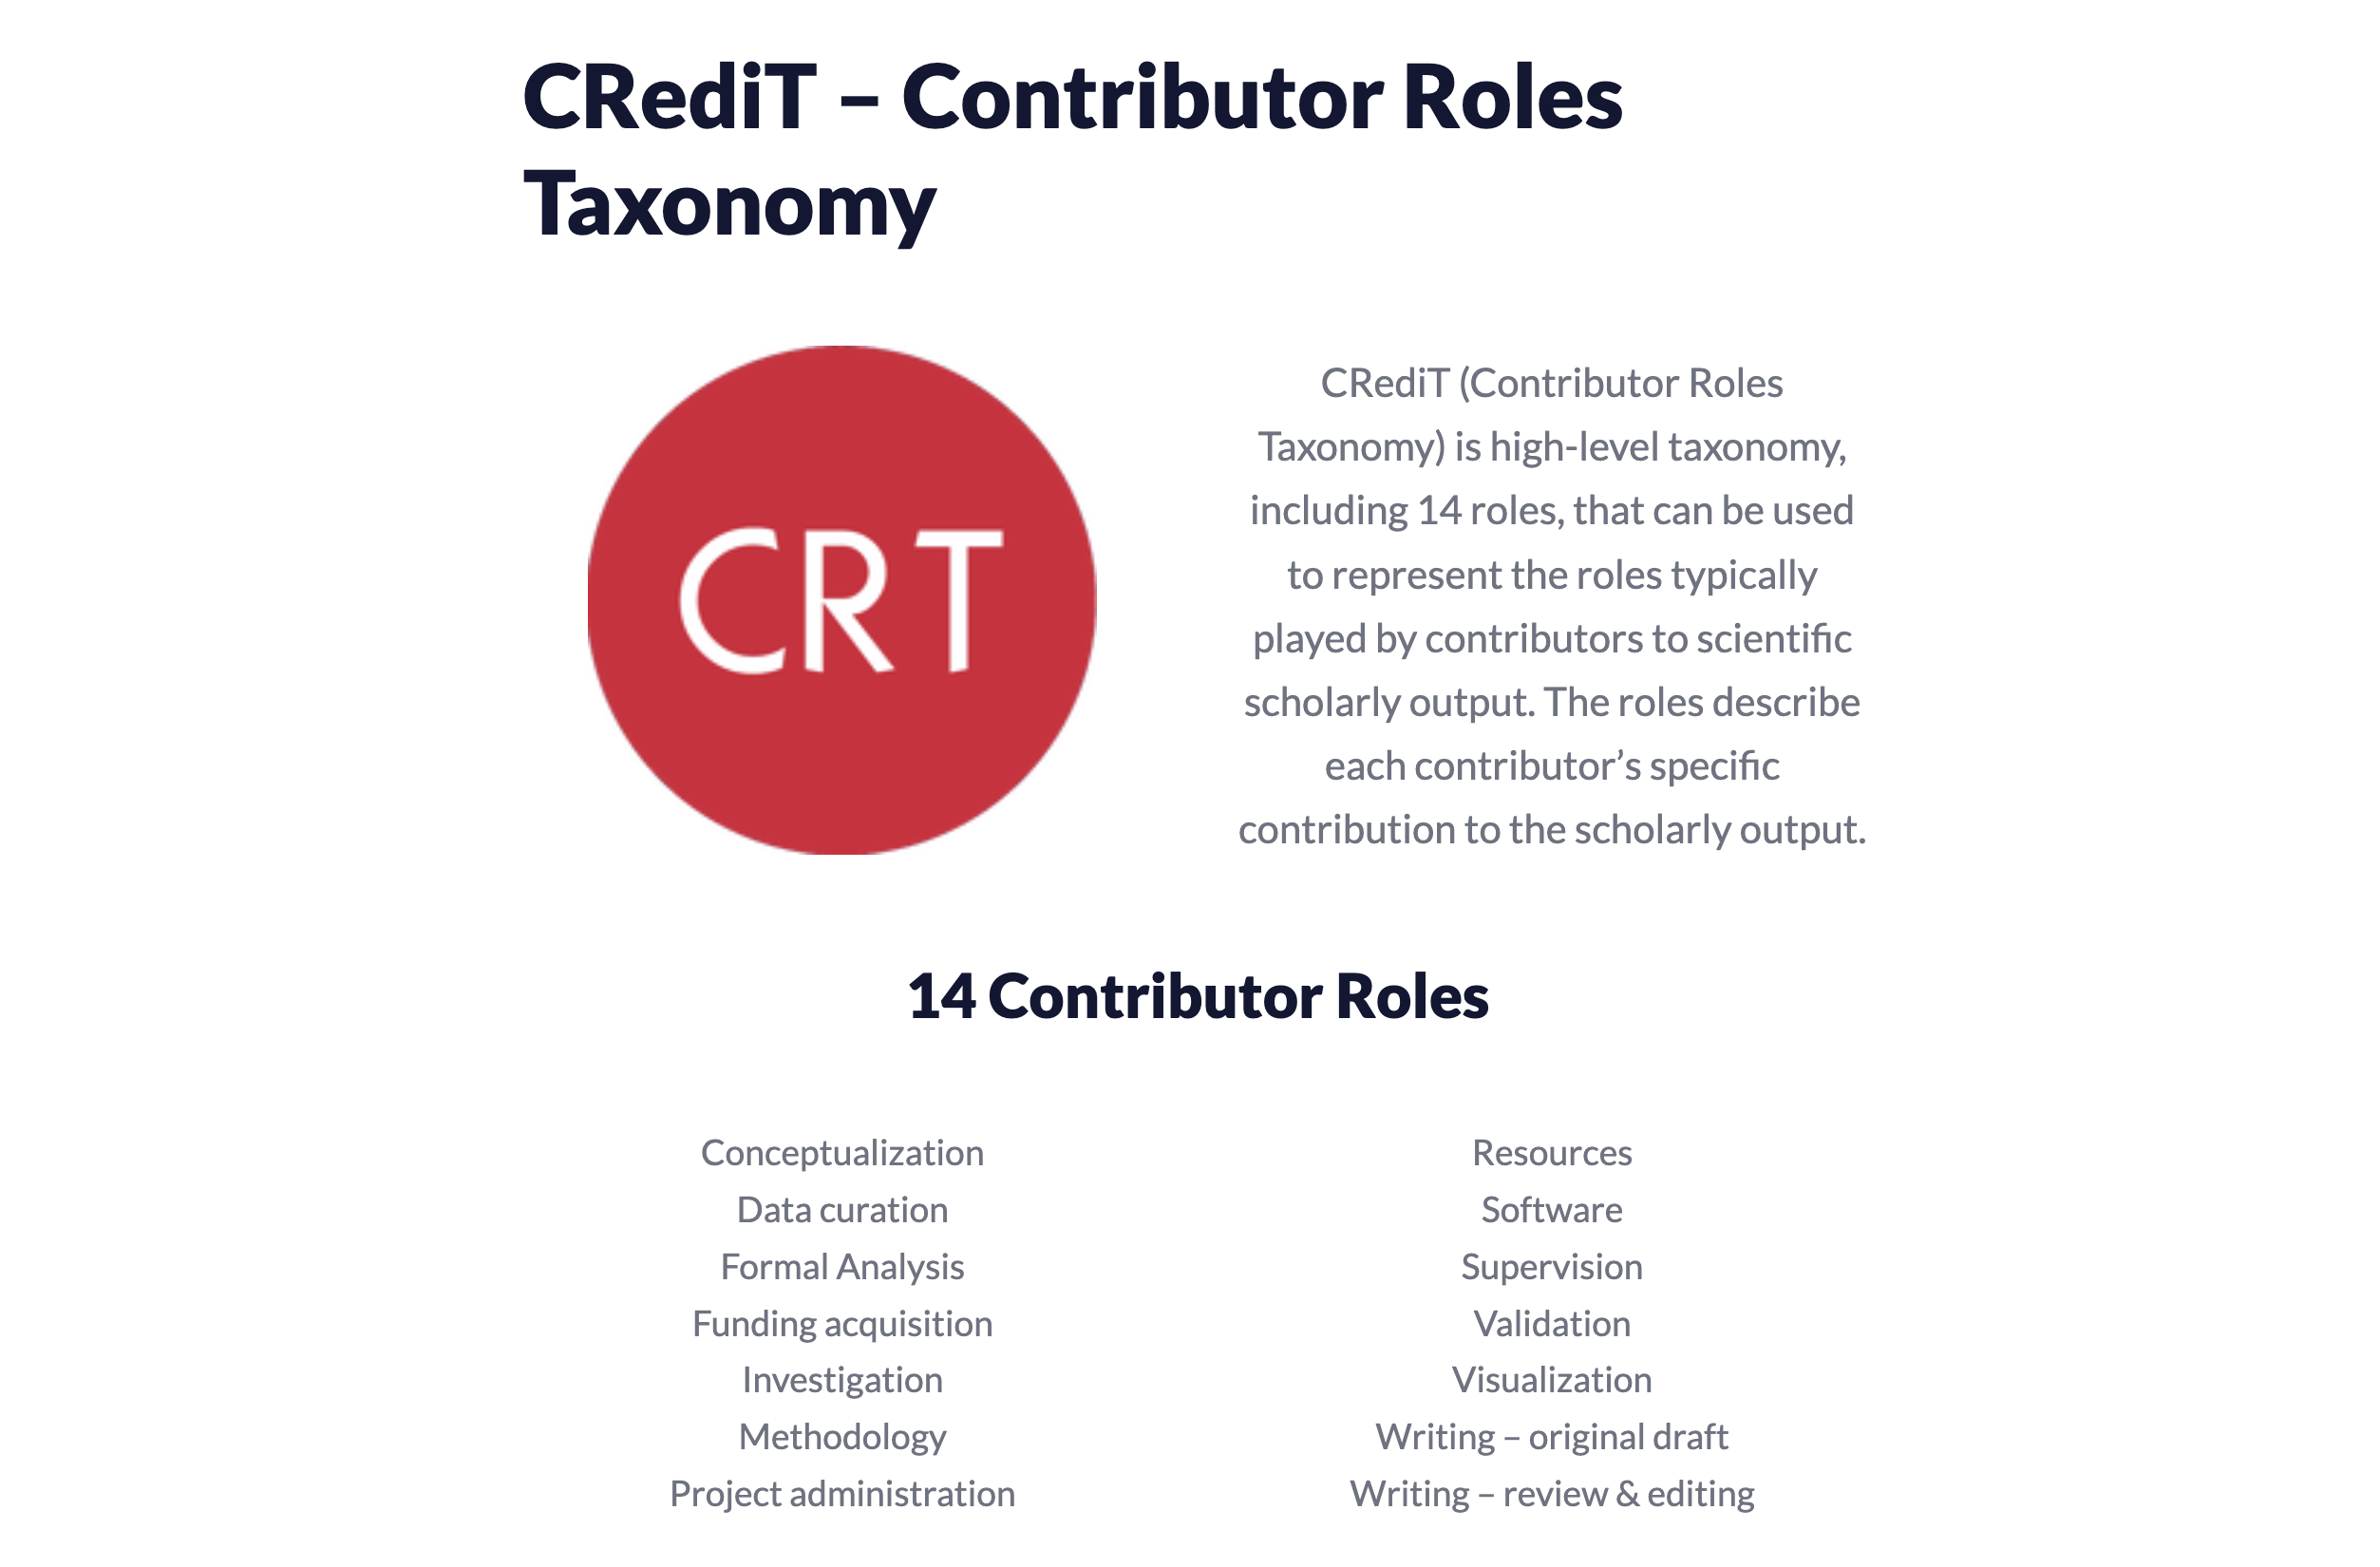 CRediT – Contributor Roles
Taxonomy
CRT
CRediT (Contributor Roles
Taxonomy) is high-level taxonomy,
including 14 roles, that can be used
to represent the roles typically
played by contributors to scientific
scholarly output. The roles describe
each contributor’s specific
contribution to the scholarly output.
14 Contributor Roles
Conceptualization
Data curation
Formal Analysis
Funding acquisition
Investigation
Methodology
Project administration
Resources
Software
Supervision
Validation
Visualization
Writing – original draft
Writing – review & editing